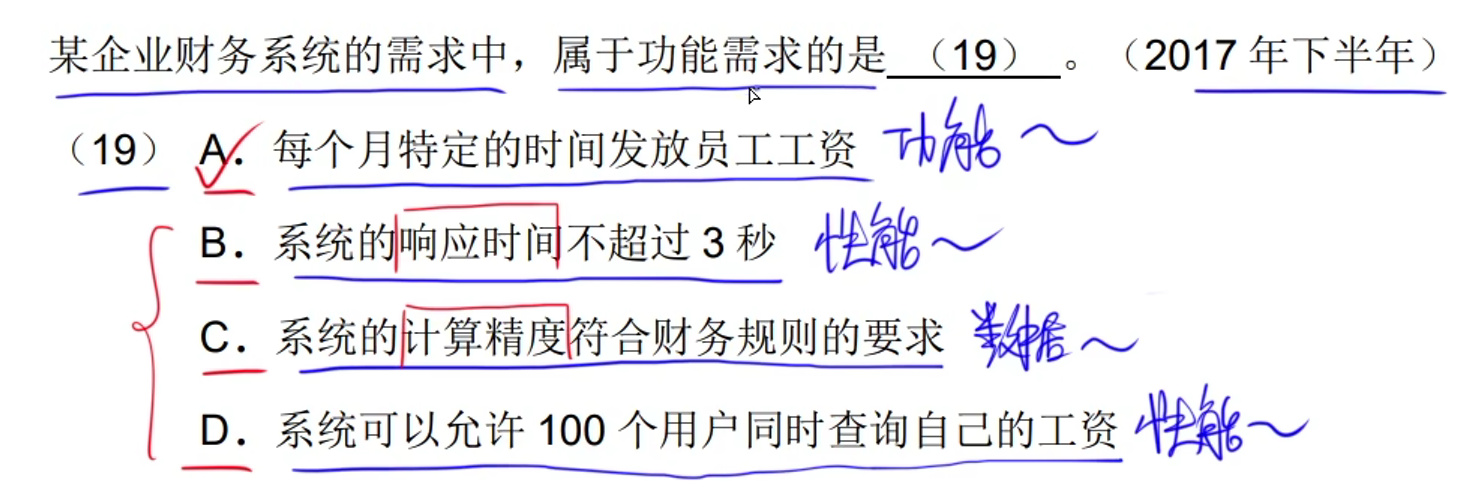 某企业财务系统的需求中，属于功能需求的是 （19） 。（2017 年下半年）
（19） A．每个月特定的时间发放员工工资 功能～
B．系统的响应时间不超过 3 秒 性能～
C．系统的计算精度符合财务规则的要求 数据～
D．系统可以允许 100 个用户同时查询自己的工资 性能～